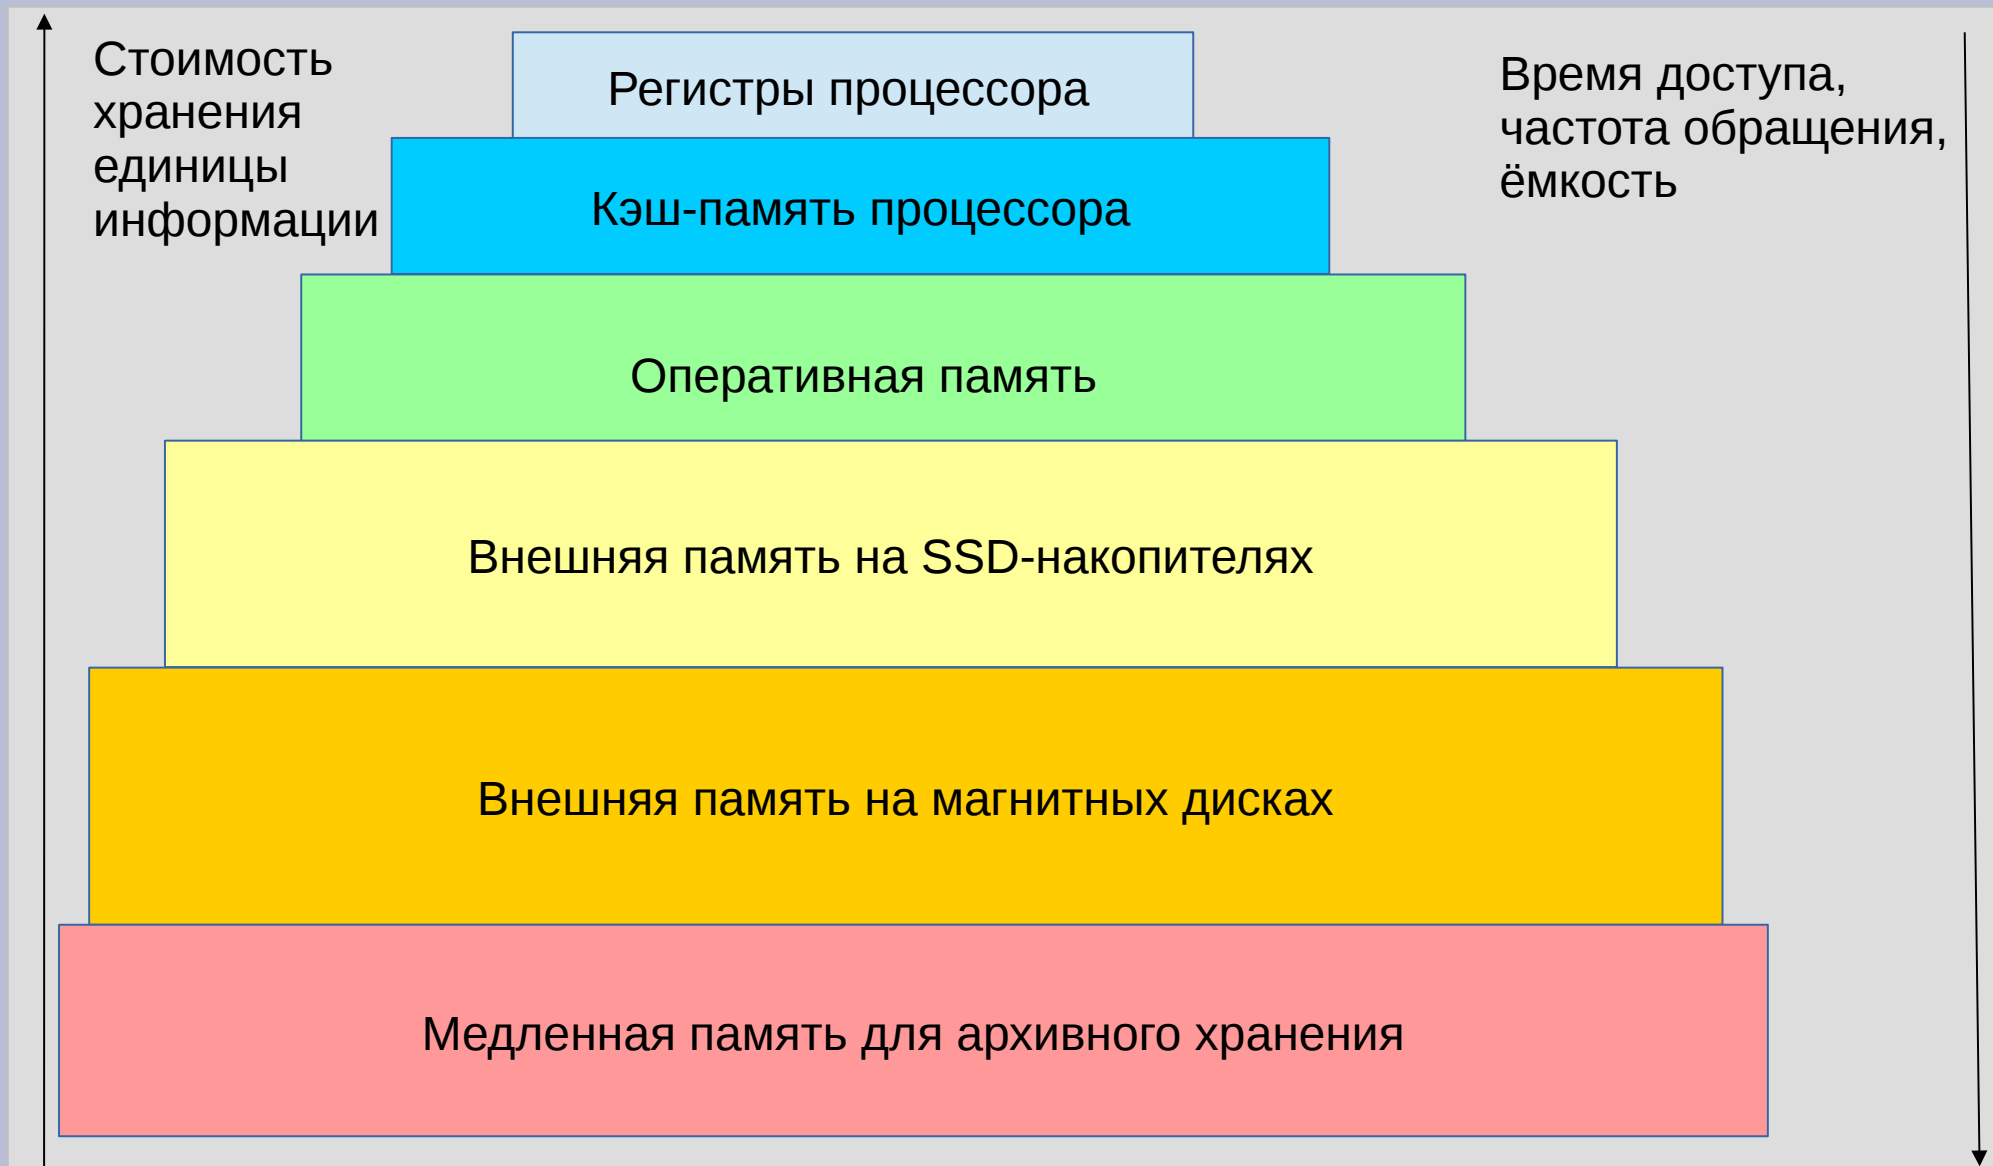 Стоимость
хранения
единицы
информации
Регистры процессора
Время доступа,
частота обращения,
ёмкость
Кэш-память процессора
Оперативная память
Внешняя память на SSD-накопителях
Внешняя память на магнитных дисках
Медленная память для архивного хранения